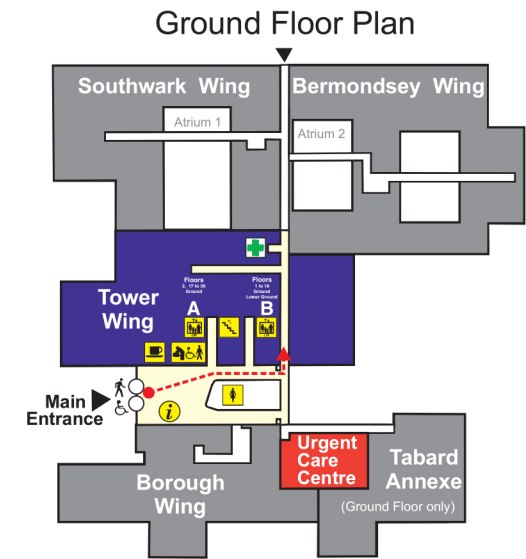 Ground Floor Plan
Southwark Wing
Bermondsey Wing
Atrium 1
Atrium 2
Floors
2, 17 to 30
Ground
Floors
1 to 18
Ground
Lower Ground
Tower
Wing
A
B
Main
Entrance
i
Urgent
Care
Centre
Tabard
Annexe
(Ground Floor only)
Borough
Wing